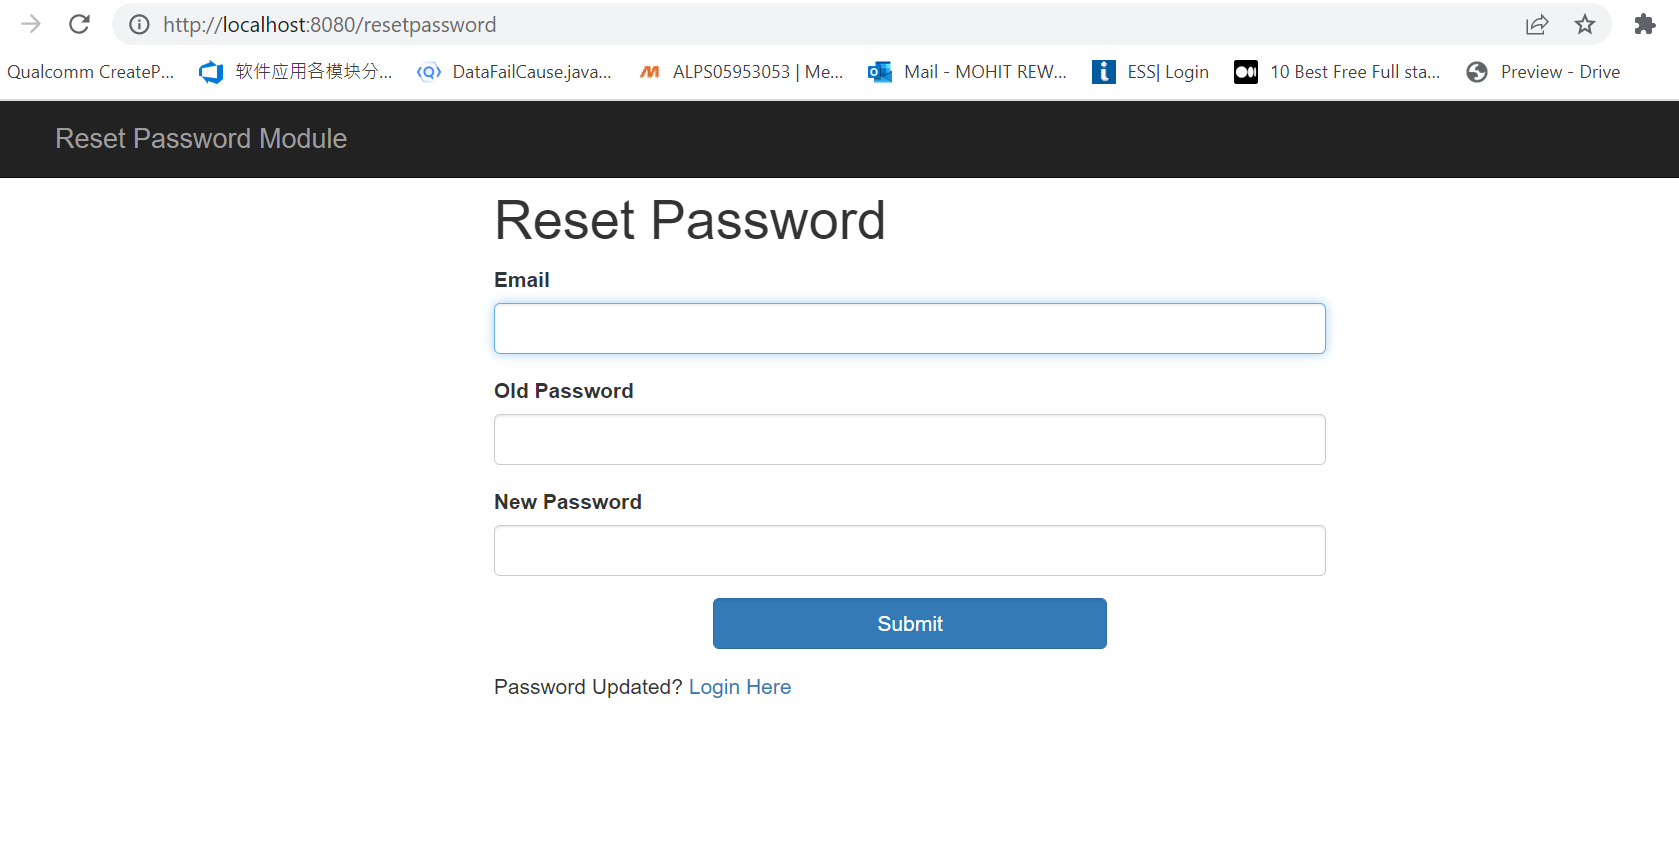 http://localhost:8080/resetpassword
Qualcomm CreateP... 软件应用各模块分... DataFailCause.java... ALPS05953053 | Me... Mail - MOHIT REW... ESS| Login 10 Best Free Full sta... Preview - Drive
Reset Password Module
Reset Password
Email
Old Password
New Password
Submit
Password Updated? Login Here